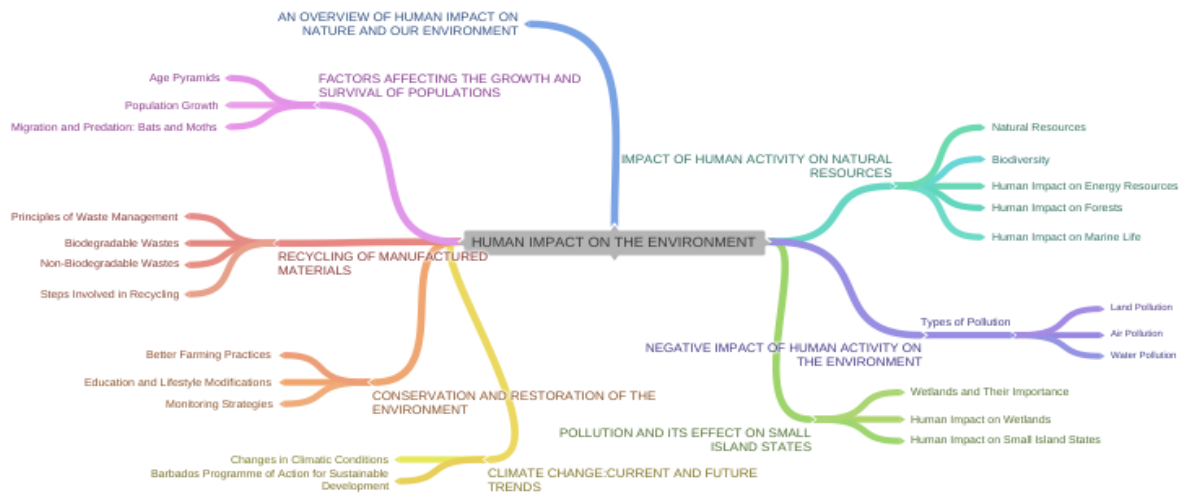 AN OVERVIEW OF HUMAN IMPACT ON
NATURE AND OUR ENVIRONMENT
FACTORS AFFECTING THE GROWTH AND
SURVIVAL OF POPULATIONS
Age Pyramids
Population Growth
Migration and Predation: Bats and Moths
IMPACT OF HUMAN ACTIVITY ON NATURAL
RESOURCES
Natural Resources
Biodiversity
Human Impact on Energy Resources
Human Impact on Forests
Human Impact on Marine Life
HUMAN IMPACT ON THE ENVIRONMENT
Principles of Waste Management
Biodegradable Wastes
Non-Biodegradable Wastes
Steps Involved in Recycling
RECYCLING OF MANUFACTURED
MATERIALS
Types of Pollution
Land Pollution
Air Pollution
Water Pollution
NEGATIVE IMPACT OF HUMAN ACTIVITY ON
THE ENVIRONMENT
Better Farming Practices
Education and Lifestyle Modifications
Monitoring Strategies
CONSERVATION AND RESTORATION OF THE
ENVIRONMENT
Wetlands and Their Importance
Human Impact on Wetlands
Human Impact on Small Island States
POLLUTION AND ITS EFFECT ON SMALL
ISLAND STATES
Changes in Climatic Conditions
Barbados Programme of Action for Sustainable
Development
CLIMATE CHANGE:CURRENT AND FUTURE
TRENDS